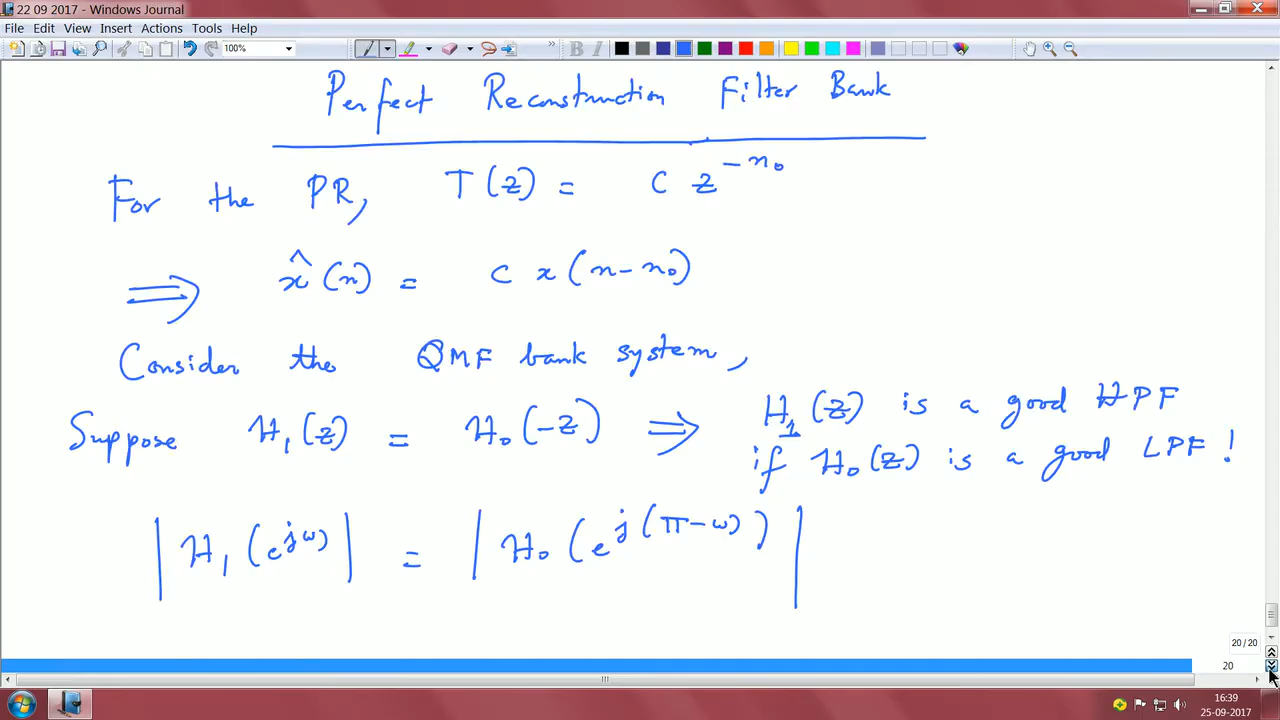 22 09 2017 - Windows Journal
File Edit View Insert Actions Tools Help
100%
Perfect Reconstruction Filter Bank
For the PR, T(z) = C z^{-n₀}
⟹ x̂(n) = C x(n-n₀)
Consider the QMF bank system,
Suppose H₁(z) = H₀(-z) ⟹ H₁(z) is a good HPF
if H₀(z) is a good LPF !
|H₁(e^{jω})| = |H₀(e^{j(π-ω)})|
20/20
20
16:39
25-09-2017